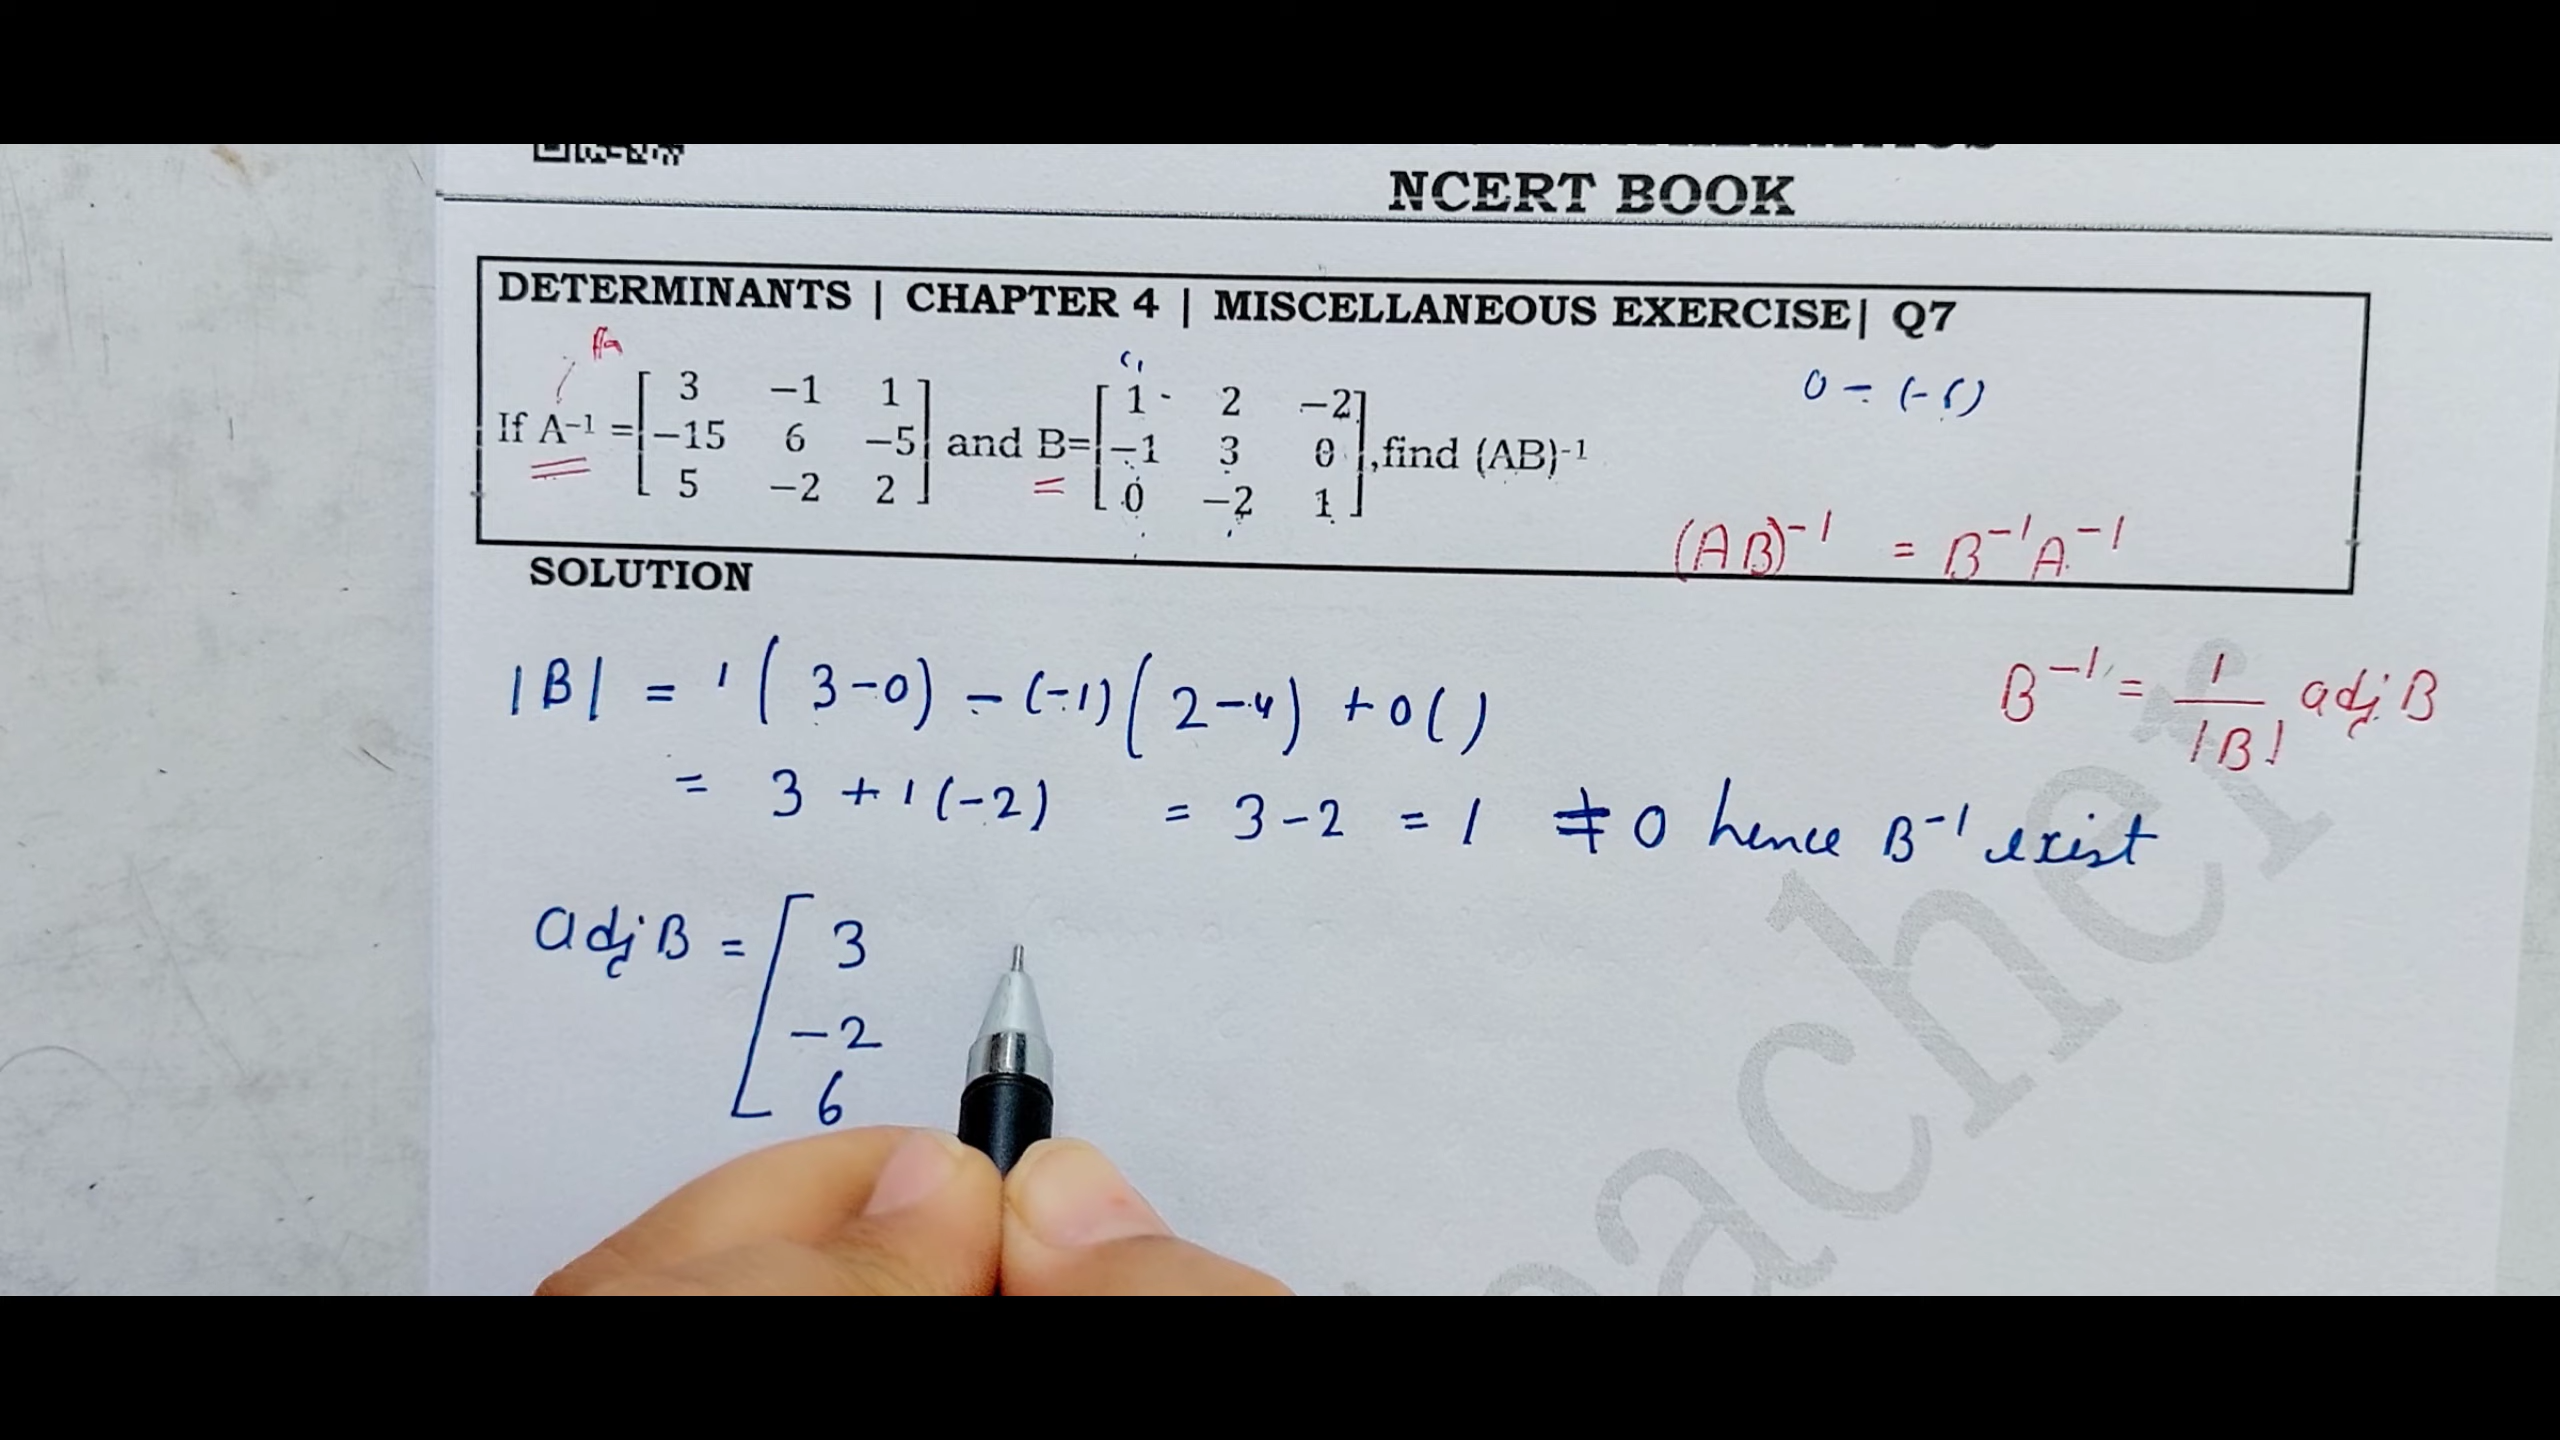 NCERT BOOK
DETERMINANTS | CHAPTER 4 | MISCELLANEOUS EXERCISE| Q7
If A⁻¹ = [ 3 −1 1
−15 6 −5
5 −2 2 ] and B= [ 1 2 −2
−1 3 0
0 −2 1 ] ,find (AB)⁻¹
C₁
(AB)⁻¹ = B⁻¹A⁻¹
SOLUTION
|B| = 1( 3-0) - (-1)( 2-4) + 0( )
B⁻¹ = 1/|B| adj B
= 3 + 1(-2) = 3-2 = 1 ≠ 0 hence B⁻¹ exist
adj B = [ 3
-2
6